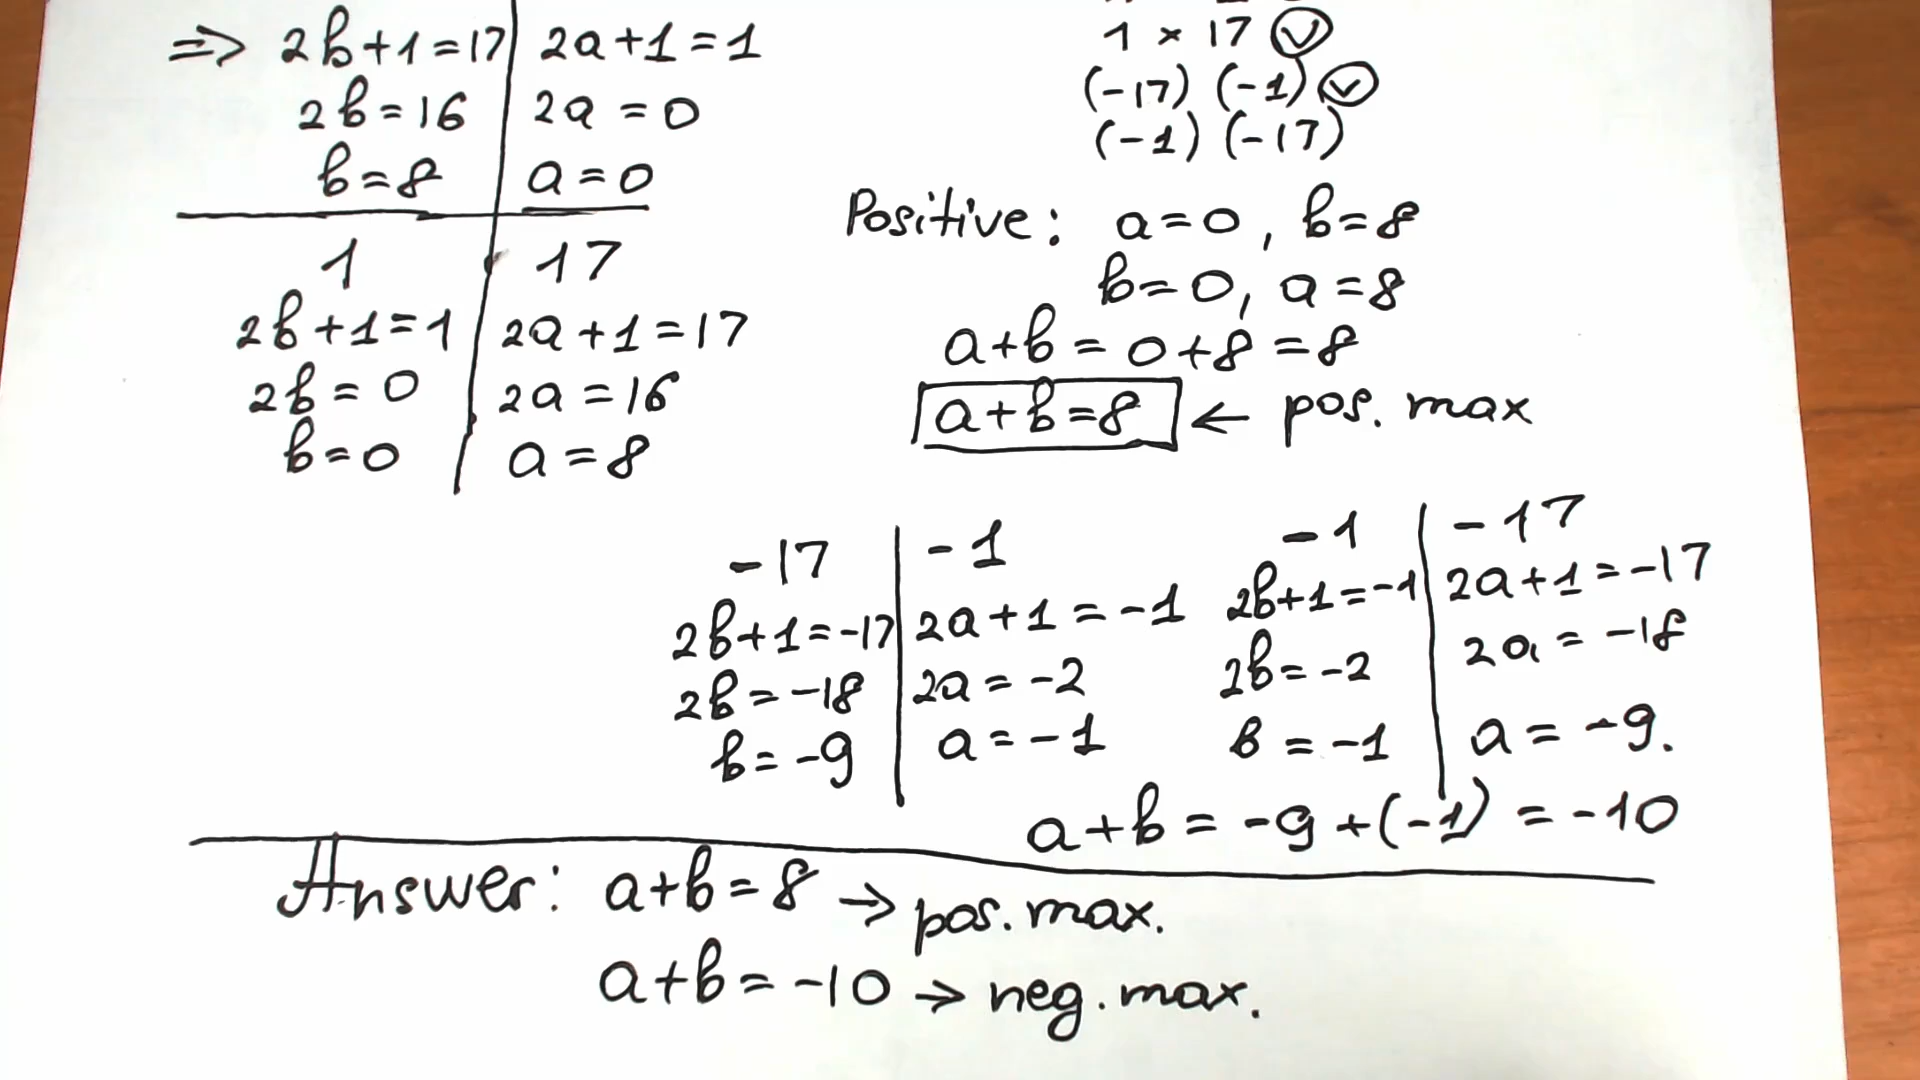 => 2b+1=17 | 2a+1=1
2b=16 | 2a=0
b=8 | a=0
1 | 17
2b+1=1 | 2a+1=17
2b=0 | 2a=16
b=0 | a=8
1 × 17
(-17) (-1)
(-1) (-17)
Positive: a=0, b=8
b=0, a=8
a+b=0+8=8
a+b=8 ← pos. max
-17 | -1
2b+1=-17 | 2a+1=-1
2b=-18 | 2a=-2
b=-9 | a=-1
-1 | -17
2b+1=-1 | 2a+1=-17
2b=-2 | 2a=-18
b=-1 | a=-9.
a+b=-9+(-1)=-10
Answer: a+b=8 → pos. max.
a+b=-10 → neg. max.